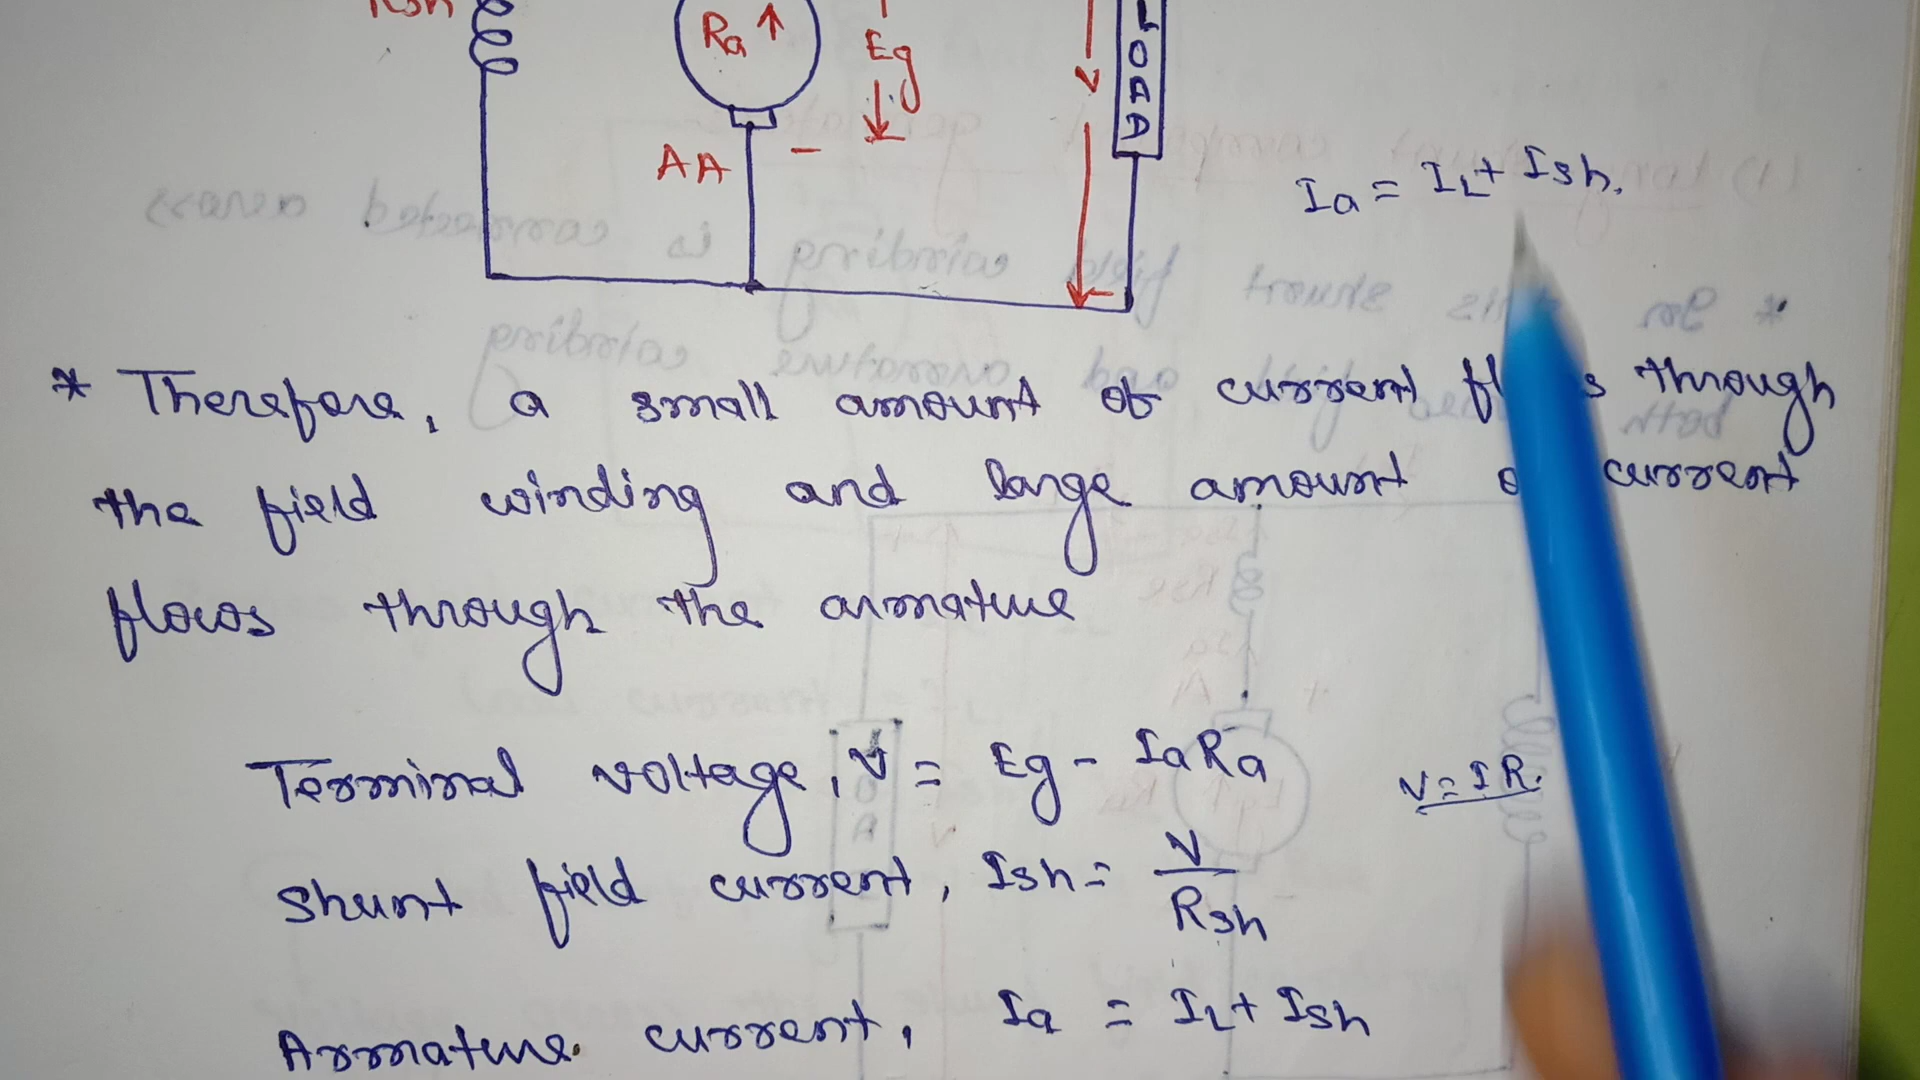 Rsh
Ra ↑
Eg
LOAD
AA
-
Ia = IL + Ish.
* Therefore, a small amount of current fl s through
the field winding and large amount o current
flows through the armature
Terminal voltage, V = Eg - IaRa
V = IR.
Shunt field current, Ish = V / Rsh
Armature. current, Ia = IL + Ish